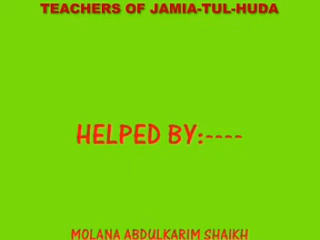 TEACHERS OF JAMIA-TUL-HUDA
HELPED BY:----
MOLANA ABDULKARIM SHAIKH